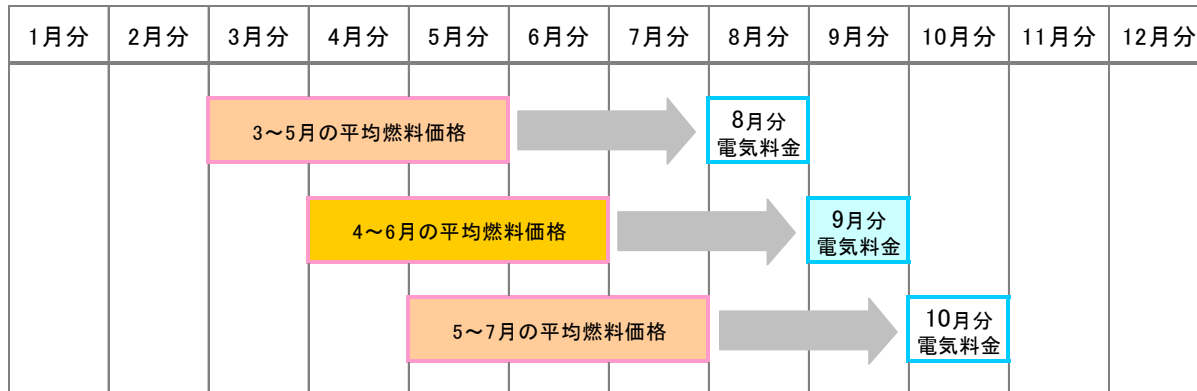 1月分 2月分 3月分 4月分 5月分 6月分 7月分 8月分 9月分 10月分 11月分 12月分
3～5月の平均燃料価格
8月分
電気料金
4～6月の平均燃料価格
9月分
電気料金
5～7月の平均燃料価格
10月分
電気料金